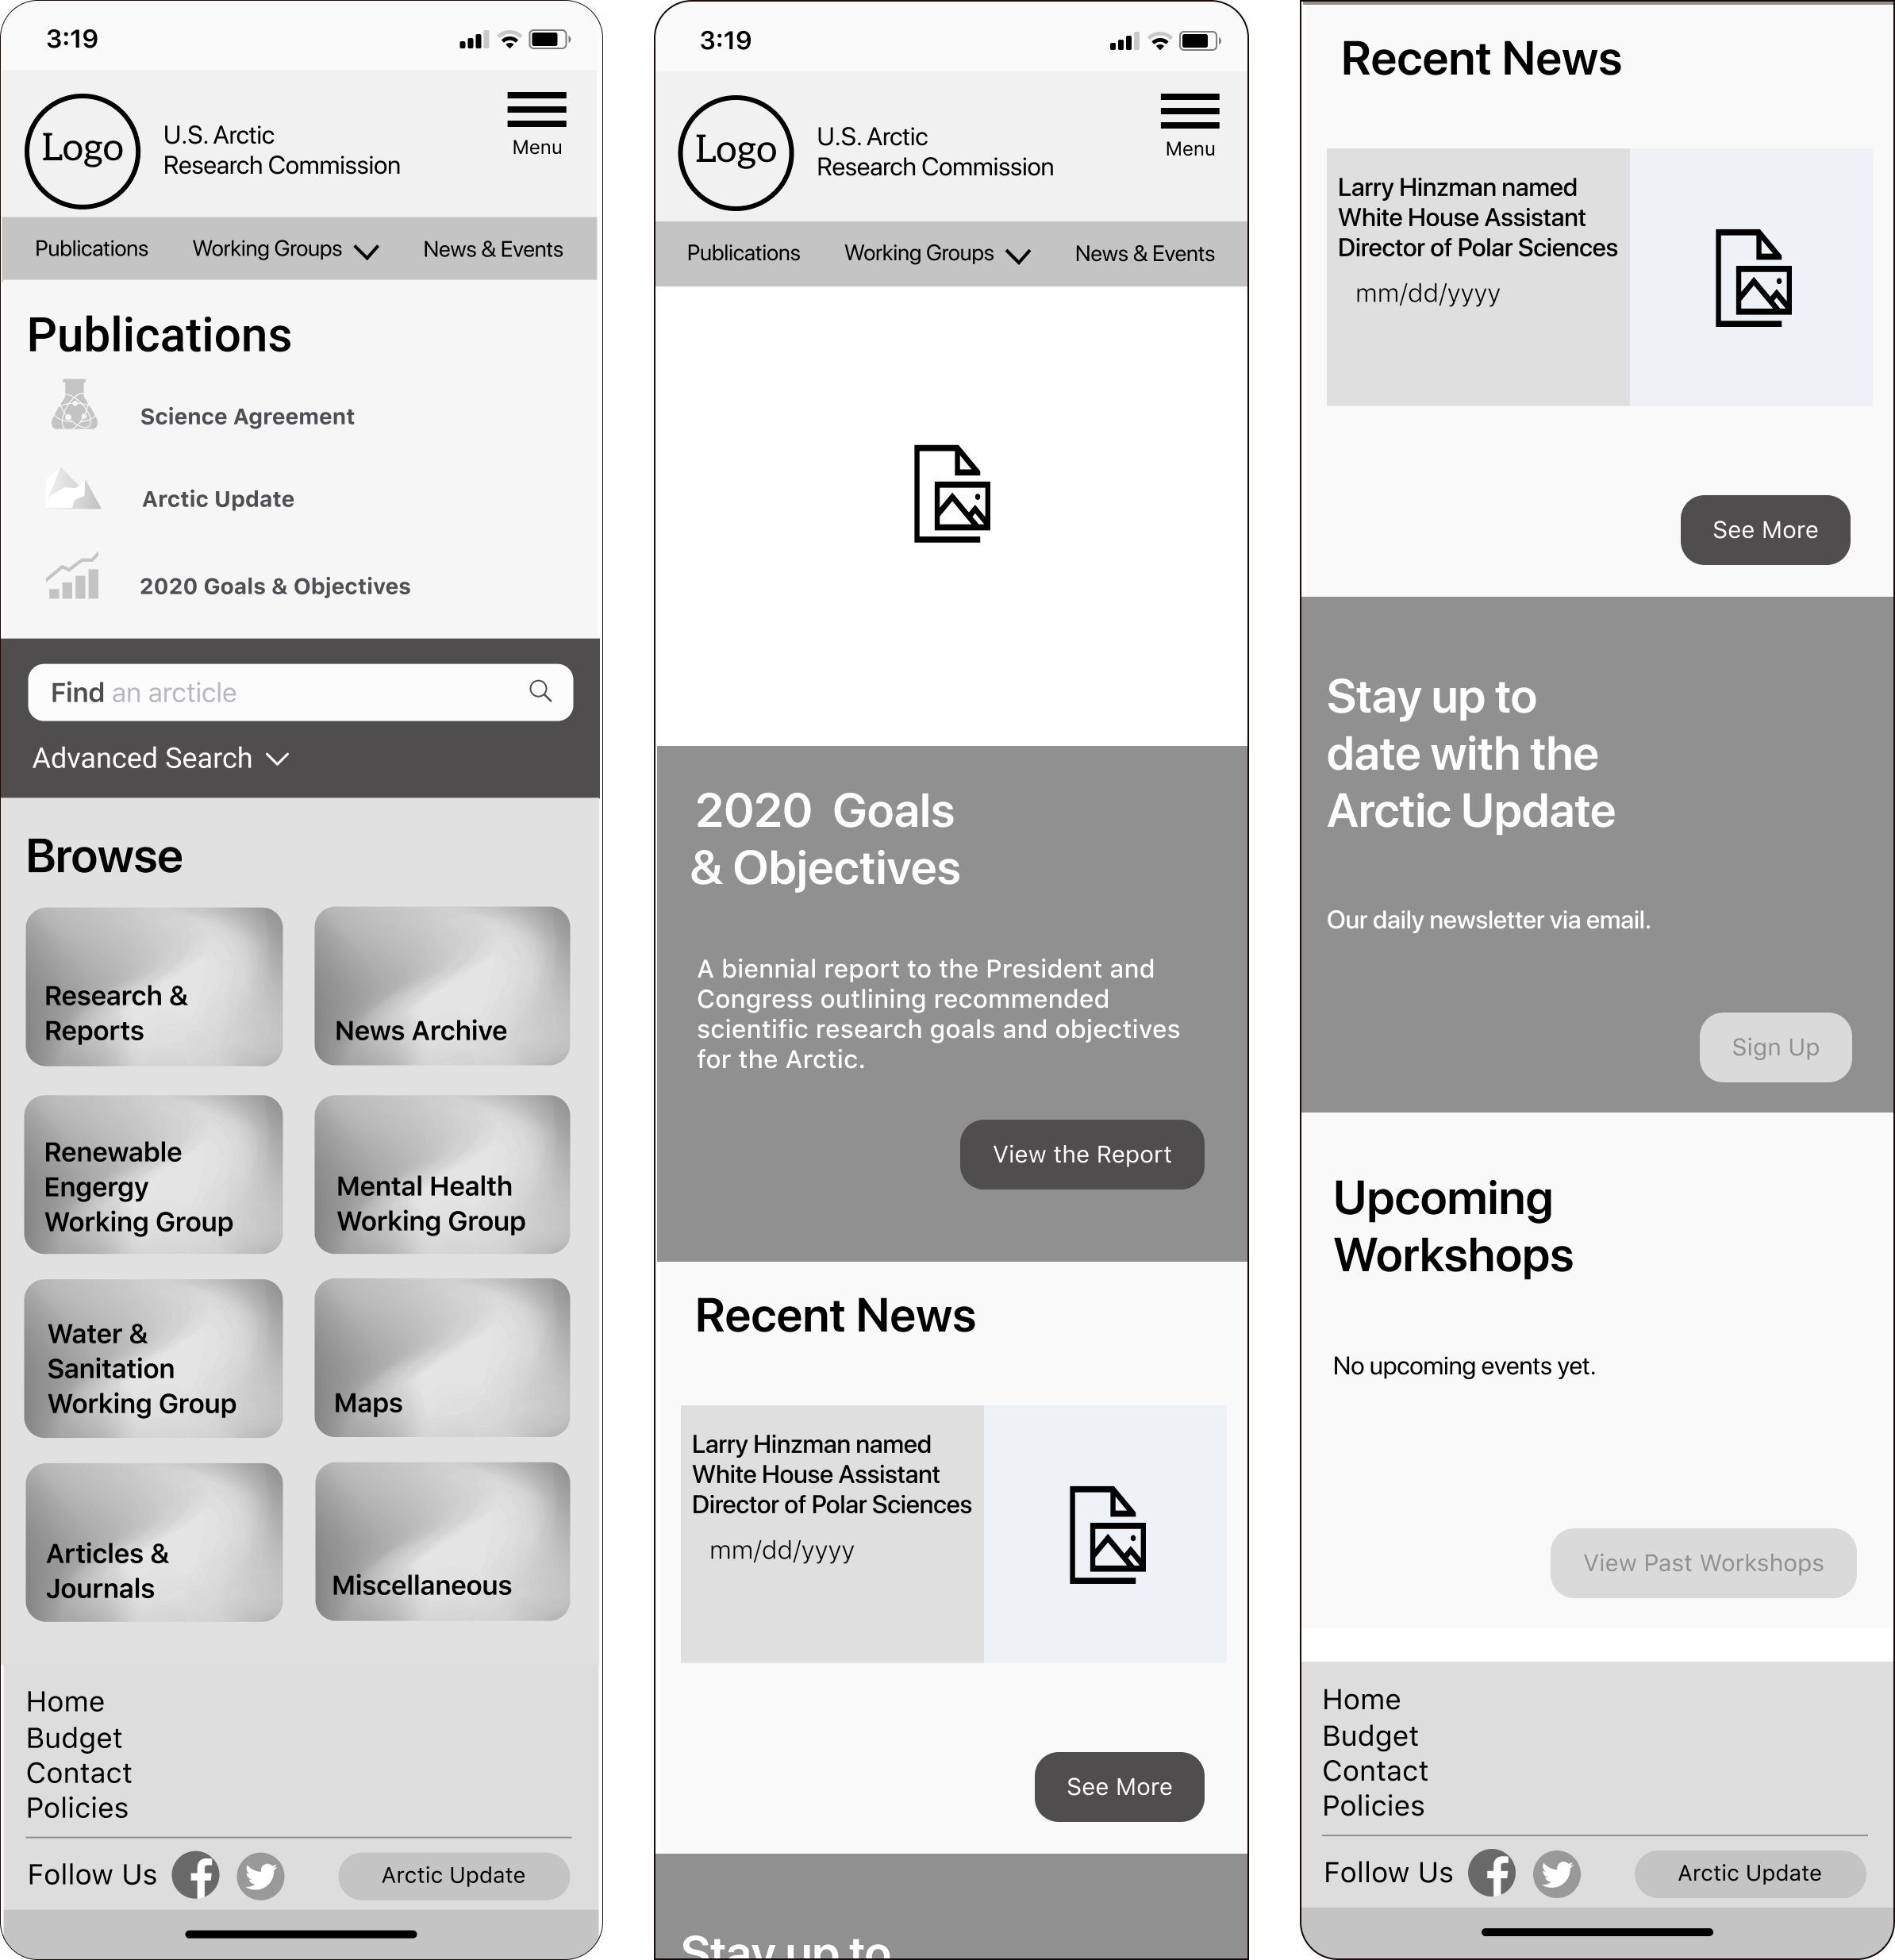 3:19
Logo
U.S. Arctic
Research Commission
Menu
Publications
Working Groups
News & Events
Publications
Science Agreement
Arctic Update
2020 Goals & Objectives
Find an arcticle
Advanced Search
Browse
Research &
Reports
News Archive
Renewable
Engergy
Working Group
Mental Health
Working Group
Water &
Sanitation
Working Group
Maps
Articles &
Journals
Miscellaneous
Home
Budget
Contact
Policies
Follow Us
Arctic Update
3:19
Logo
U.S. Arctic
Research Commission
Menu
Publications
Working Groups
News & Events
2020 Goals
& Objectives
A biennial report to the President and
Congress outlining recommended
scientific research goals and objectives
for the Arctic.
View the Report
Recent News
Larry Hinzman named
White House Assistant
Director of Polar Sciences
mm/dd/yyyy
See More
Stay up to
Recent News
Larry Hinzman named
White House Assistant
Director of Polar Sciences
mm/dd/yyyy
See More
Stay up to
date with the
Arctic Update
Our daily newsletter via email.
Sign Up
Upcoming
Workshops
No upcoming events yet.
View Past Workshops
Home
Budget
Contact
Policies
Follow Us
Arctic Update